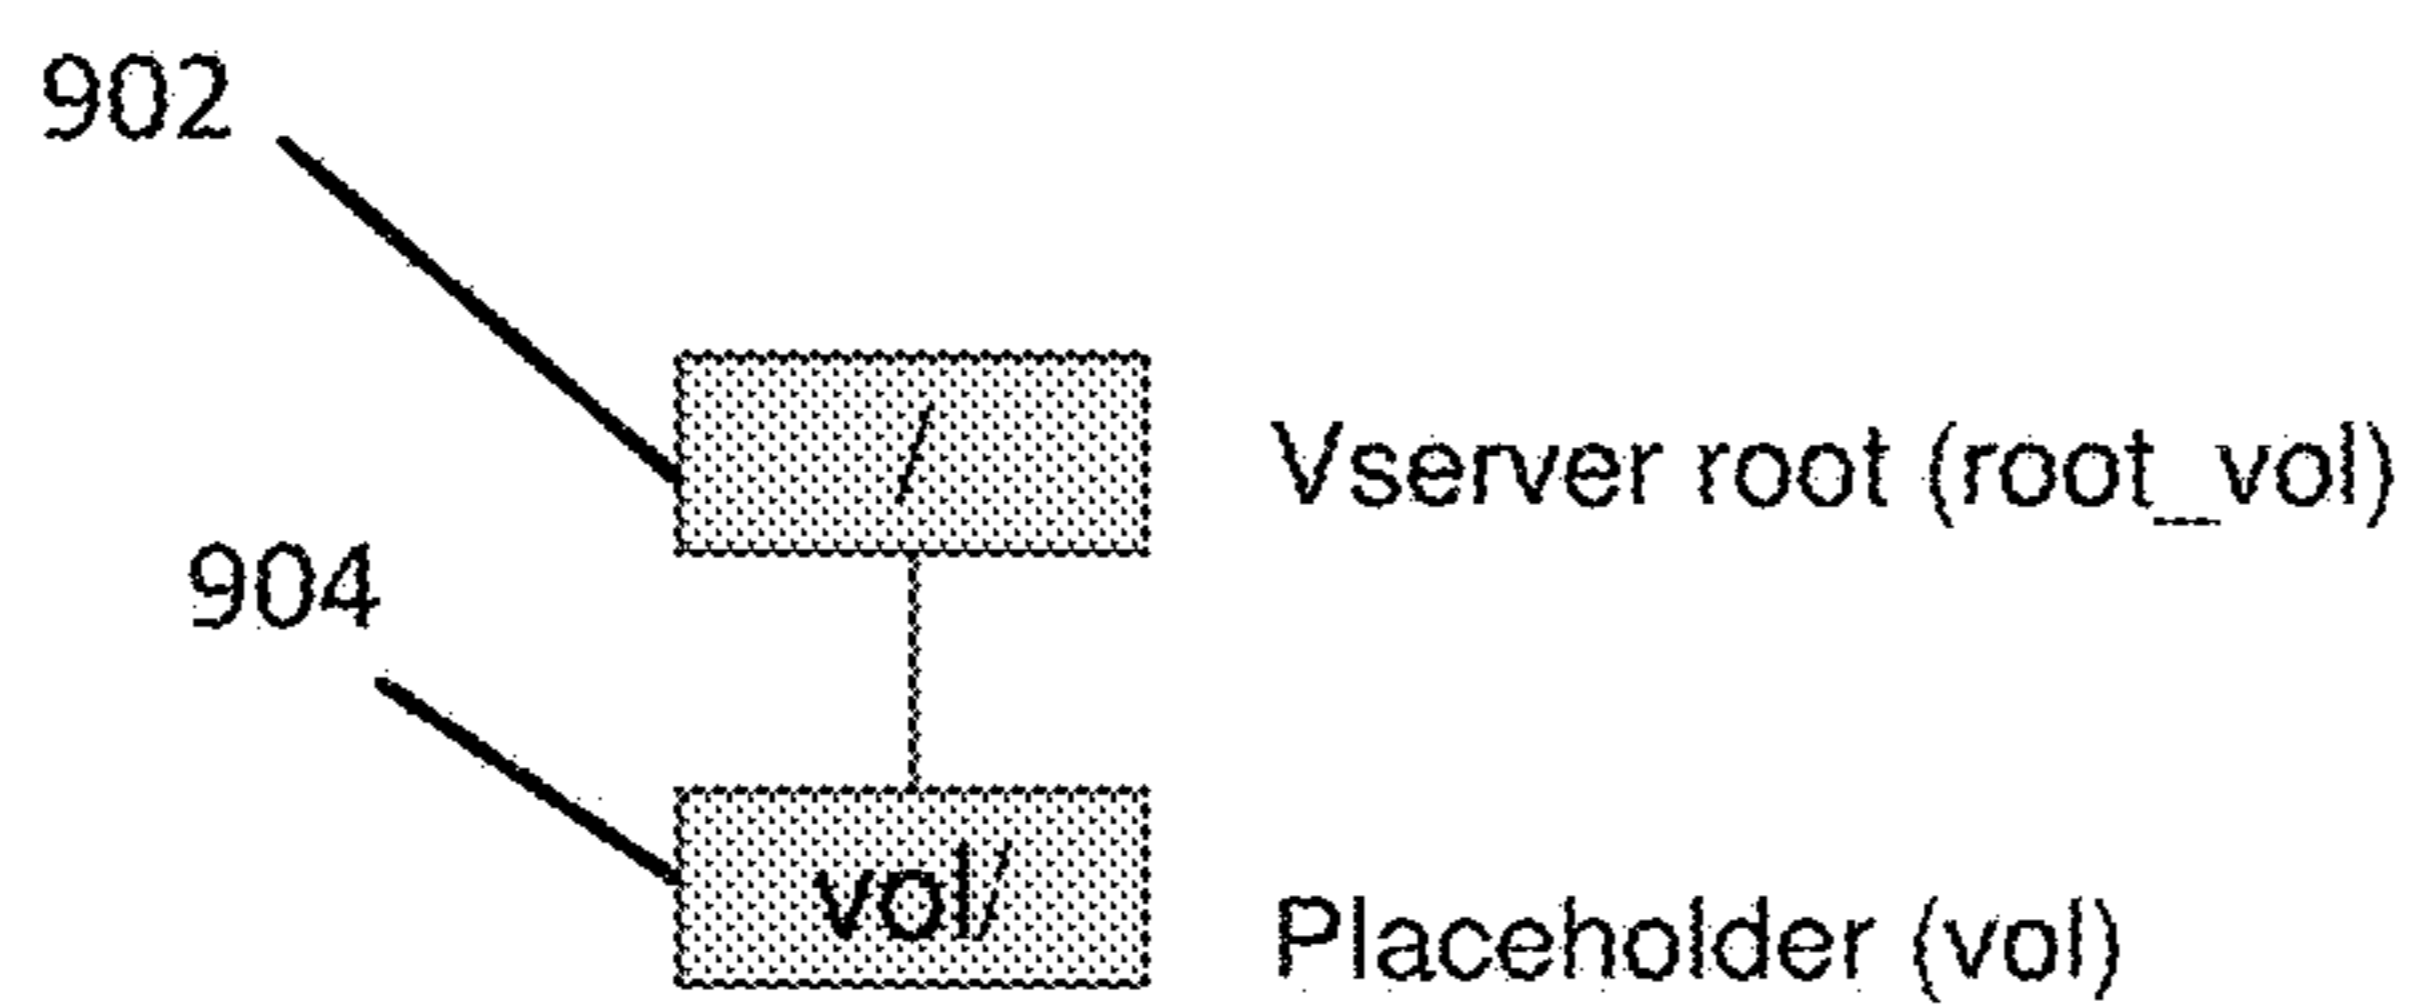 902
/
Vserver root (root_vol)
904
vol/
Placeholder (vol)